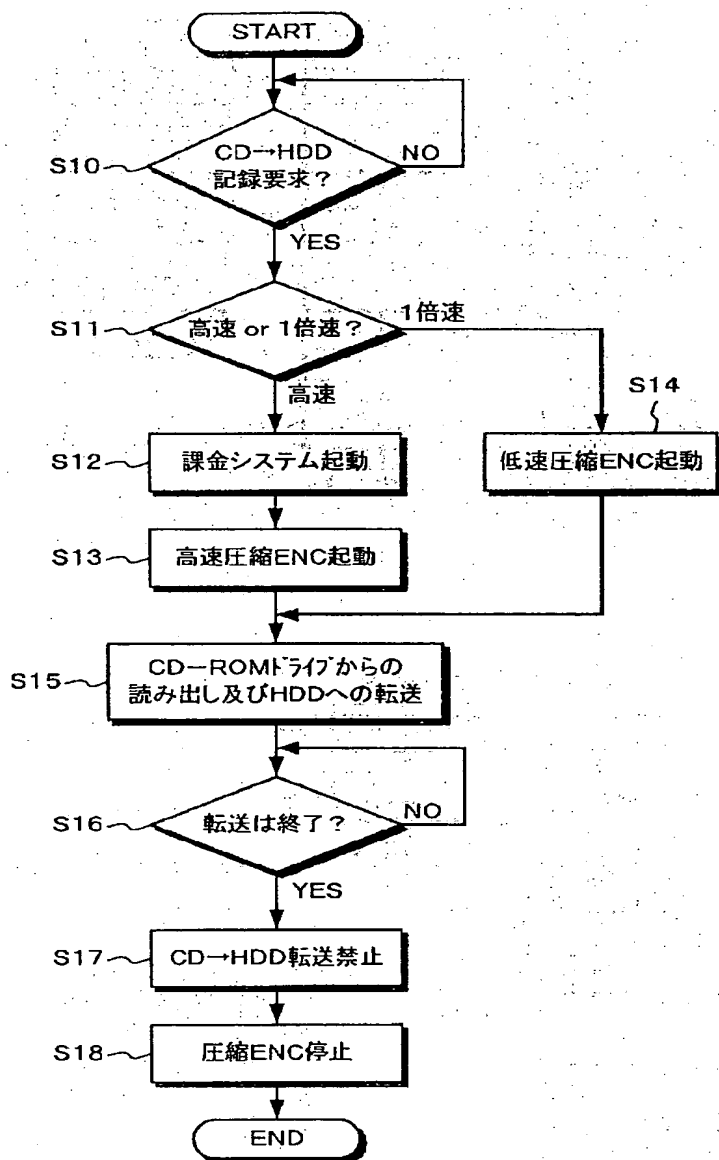 START
S10
CD→HDD
記録要求?
NO
YES
S11
高速 or 1倍速?
1倍速
高速
S14
S12
課金システム起動
低速圧縮ENC起動
S13
高速圧縮ENC起動
S15
CD－ROMﾄﾞﾗｲﾌﾞからの
読み出し及びHDDへの転送
S16
転送は終了?
NO
YES
S17
CD→HDD転送禁止
S18
圧縮ENC停止
END